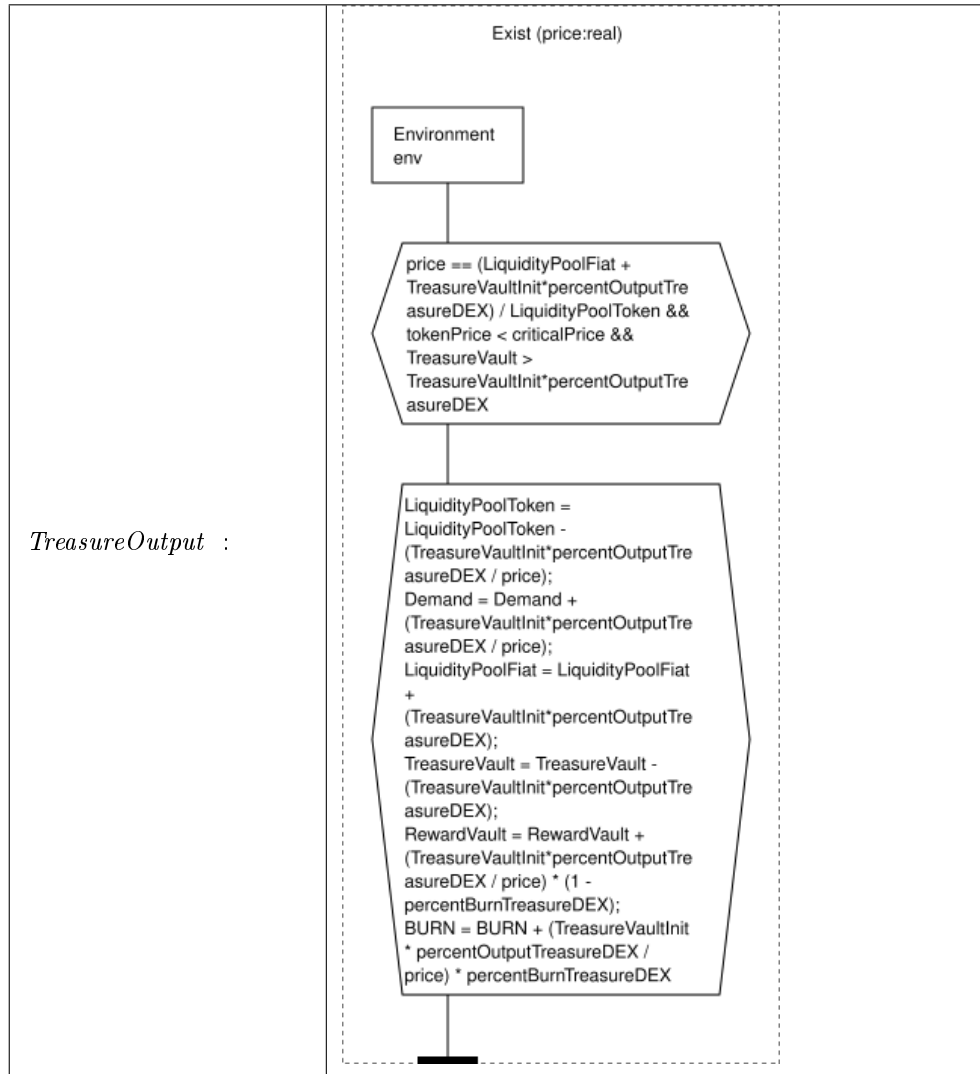 Exist (price:real)
Environment
env
price == (LiquidityPoolFiat +
TreasureVaultInit*percentOutputTre
asureDEX) / LiquidityPoolToken &&
tokenPrice < criticalPrice &&
TreasureVault >
TreasureVaultInit*percentOutputTre
asureDEX
TreasureOutput :
LiquidityPoolToken =
LiquidityPoolToken -
(TreasureVaultInit*percentOutputTre
asureDEX / price);
Demand = Demand +
(TreasureVaultInit*percentOutputTre
asureDEX / price);
LiquidityPoolFiat = LiquidityPoolFiat
+
(TreasureVaultInit*percentOutputTre
asureDEX);
TreasureVault = TreasureVault -
(TreasureVaultInit*percentOutputTre
asureDEX);
RewardVault = RewardVault +
(TreasureVaultInit*percentOutputTre
asureDEX / price) * (1 -
percentBurnTreasureDEX);
BURN = BURN + (TreasureVaultInit
* percentOutputTreasureDEX /
price) * percentBurnTreasureDEX